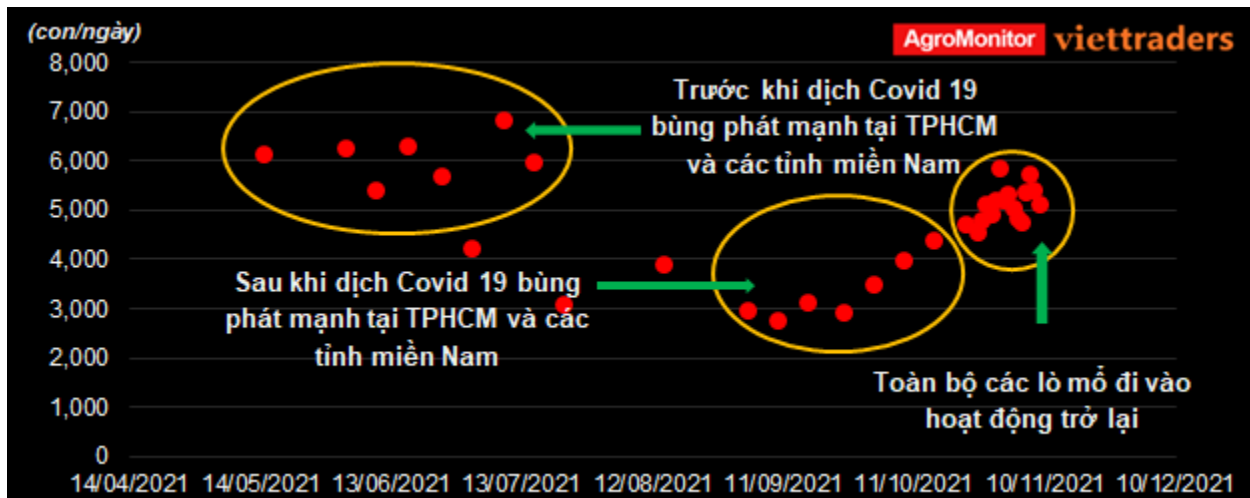 (con/ngày)
AgroMonitor viettraders
8,000
7,000
6,000
5,000
4,000
3,000
2,000
1,000
0
Trước khi dịch Covid 19
bùng phát mạnh tại TPHCM
và các tỉnh miền Nam
Sau khi dịch Covid 19 bùng
phát mạnh tại TPHCM và các
tỉnh miền Nam
Toàn bộ các lò mổ đi vào
hoạt động trở lại
14/04/2021 14/05/2021 13/06/2021 13/07/2021 12/08/2021 11/09/2021 11/10/2021 10/11/2021 10/12/2021